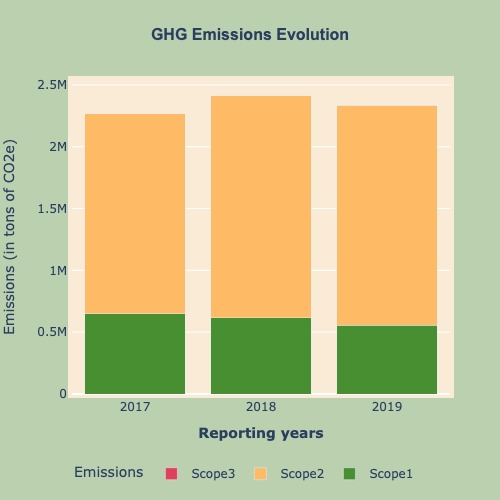 GHG Emissions Evolution
Emissions (in tons of CO2e)
2.5M
2M
1.5M
1M
0.5M
0
2017 2018 2019
Reporting years
Emissions Scope3 Scope2 Scope1